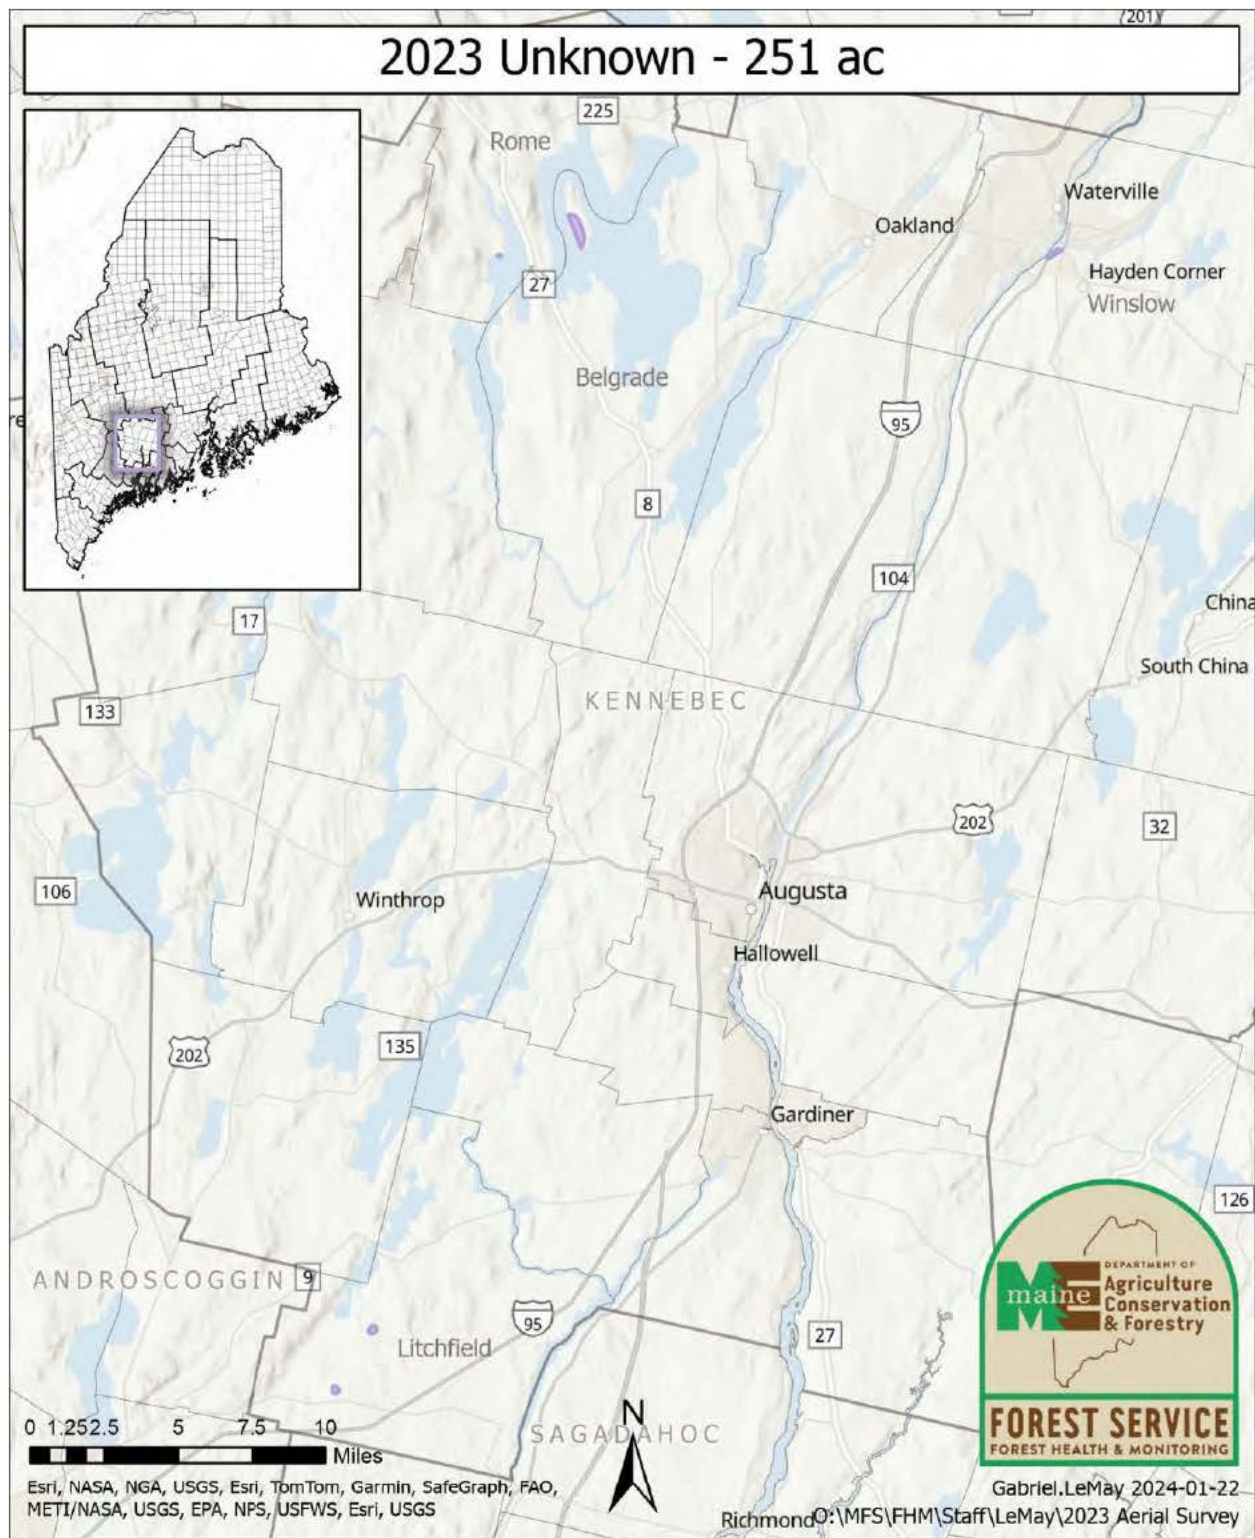 201
2023 Unknown - 251 ac
225
Rome
Waterville
Oakland
Hayden Corner
27
Winslow
Belgrade
95
re
8
104
China
17
South China
KENNEBEC
133
202
32
106
Winthrop
Augusta
Hallowell
202
135
Gardiner
126
ANDROSCOGGIN
9
95
27
Litchfield
DEPARTMENT OF
maine
Agriculture
Conservation
& Forestry
FOREST SERVICE
FOREST HEALTH & MONITORING
N
SAGADAHOC
0 1.25 2.5 5 7.5 10
Miles
Esri, NASA, NGA, USGS, Esri, TomTom, Garmin, SafeGraph, FAO,
METI/NASA, USGS, EPA, NPS, USFWS, Esri, USGS
Gabriel.LeMay 2024-01-22
Richmond
O:\MFS\FHM\Staff\LeMay\2023 Aerial Survey